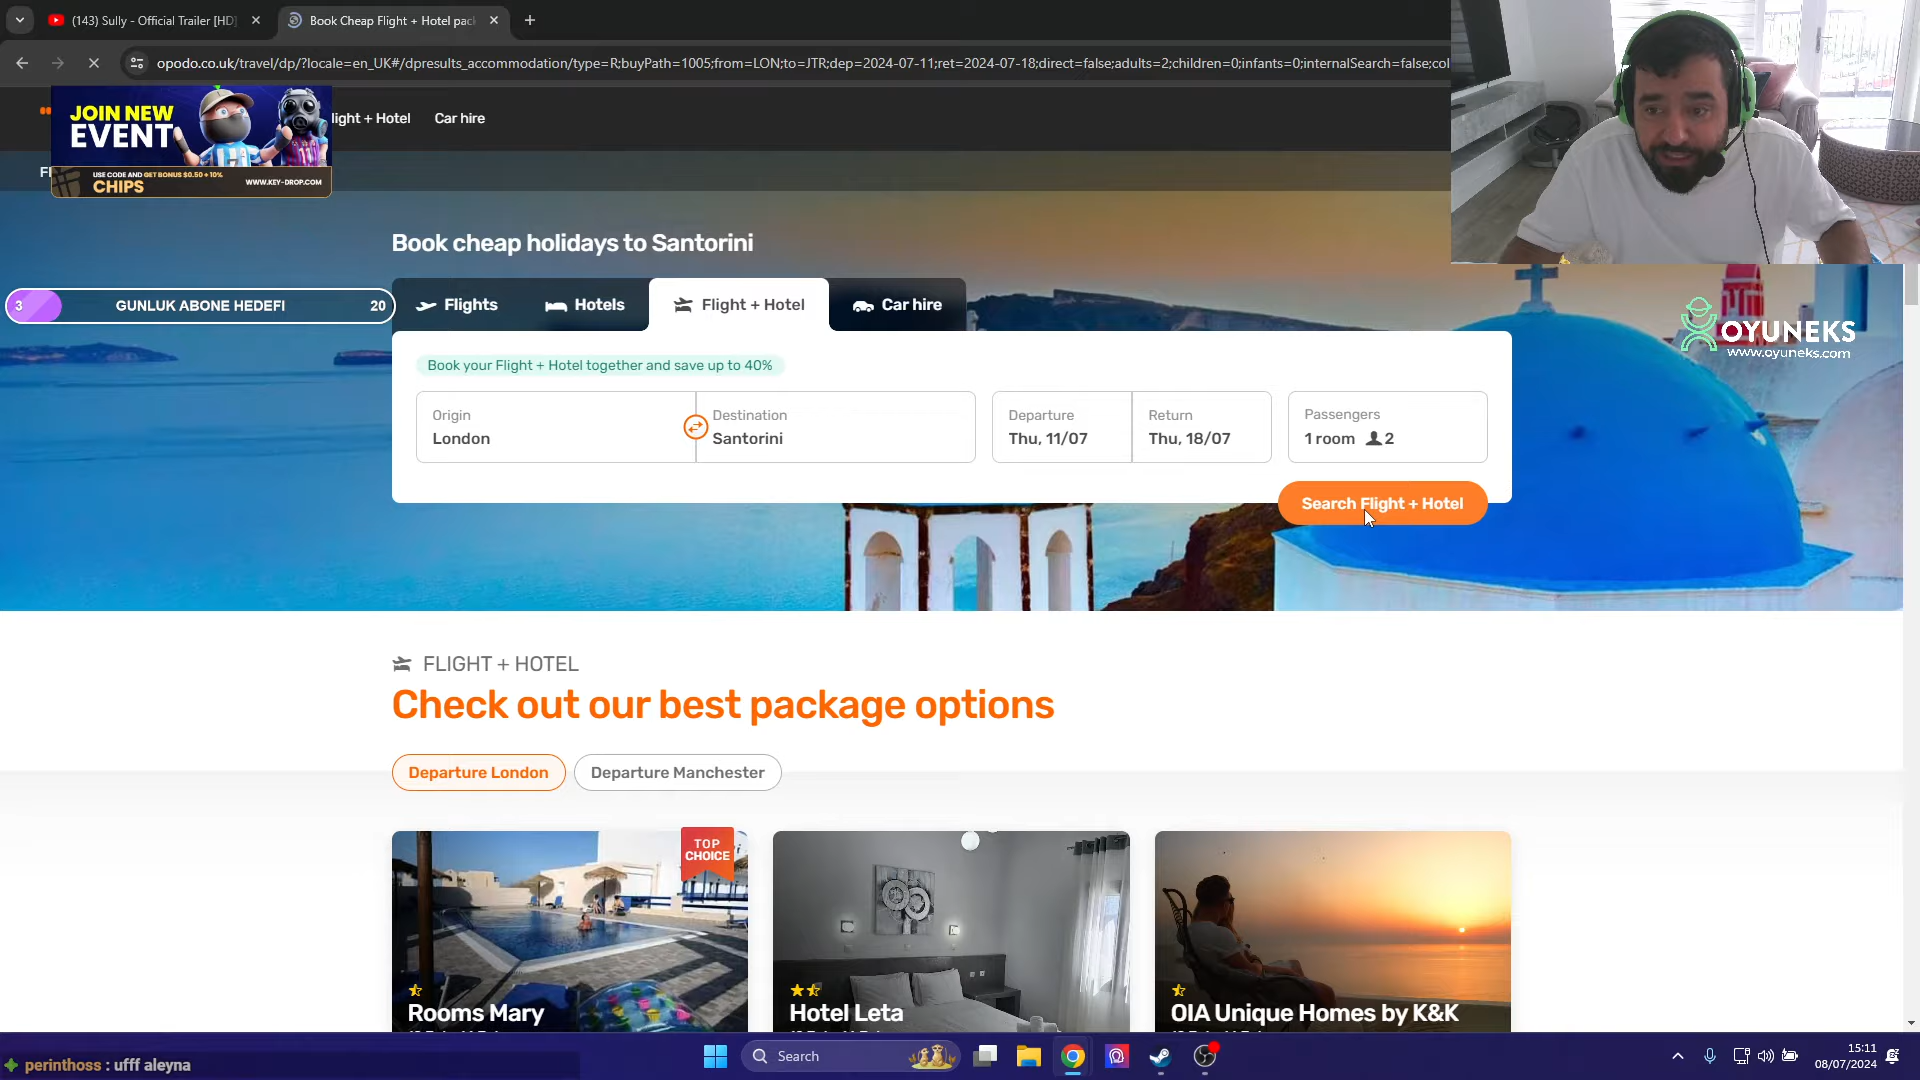 (143) Sully - Official Trailer [HD]
Book Cheap Flight + Hotel pac
opodo.co.uk/travel/dp/?locale=en_UK#/dpresults_accommodation/type=R;buyPath=1005;from=LON;to=JTR;dep=2024-07-11;ret=2024-07-18;direct=false;adults=2;children=0;infants=0;internalSearch=false;col
JOIN NEW
EVENT
USE CODE AND GET BONUS $0.50 + 10%
CHIPS
WWW.KEY-DROP.COM
light + Hotel
Car hire
Fl
Book cheap holidays to Santorini
3 GUNLUK ABONE HEDEFI 20
Flights
Hotels
Flight + Hotel
Car hire
OYUNEKS
www.oyuneks.com
Book your Flight + Hotel together and save up to 40%
Origin
London
Destination
Santorini
Departure
Thu, 11/07
Return
Thu, 18/07
Passengers
1 room 2
Search Flight + Hotel
FLIGHT + HOTEL
Check out our best package options
Departure London
Departure Manchester
TOP
CHOICE
Rooms Mary
Hotel Leta
OIA Unique Homes by K&K
perinthoss : ufff aleyna
Search
15:11
08/07/2024